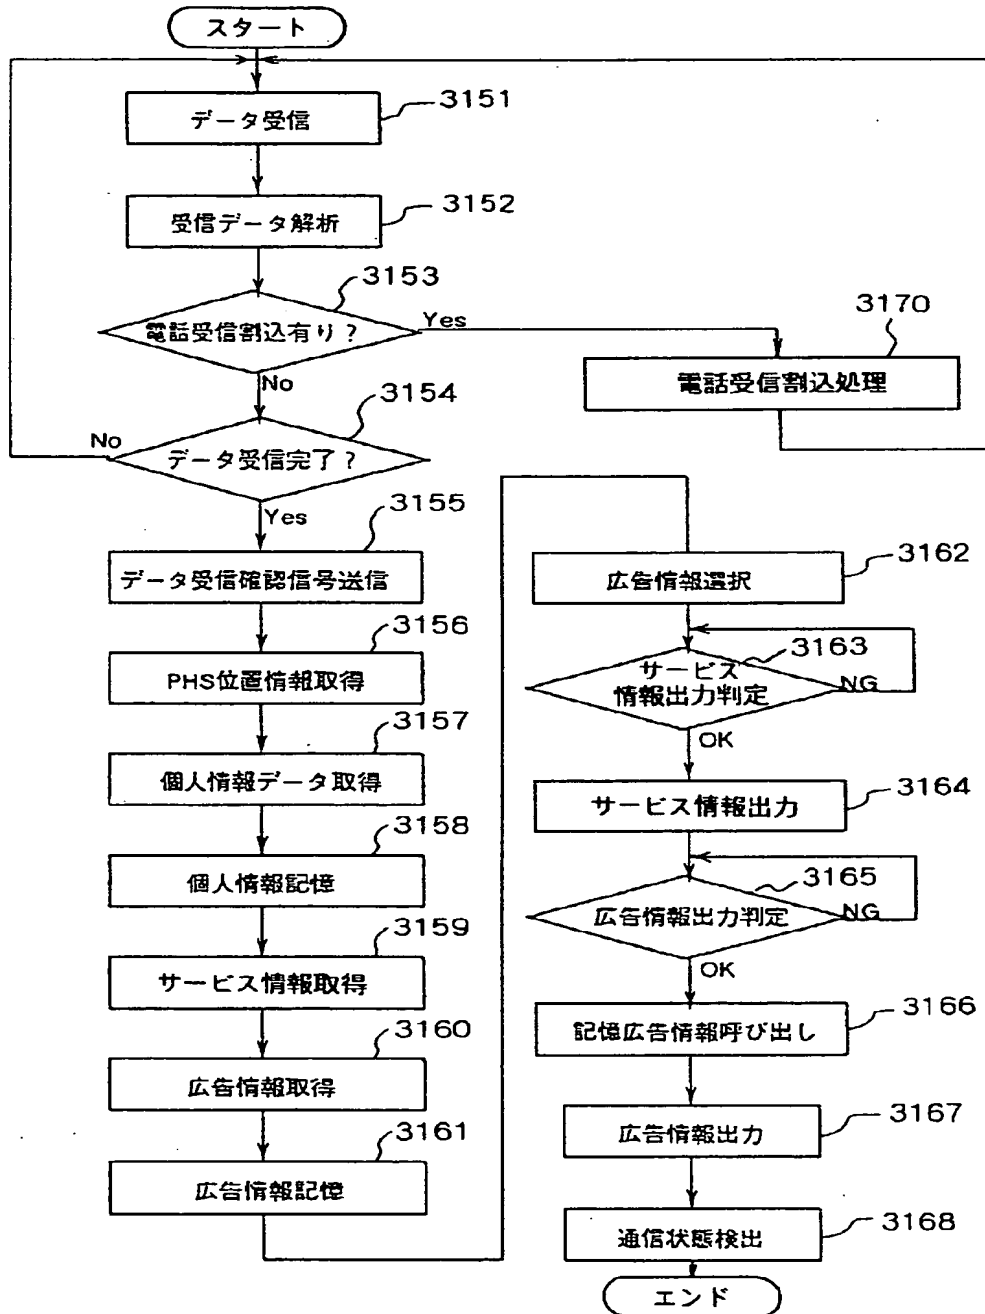 スタート
3151
データ受信
3152
受信データ解析
3153
電話受信割込有り？
Yes
No
3170
電話受信割込処理
3154
No
データ受信完了？
Yes
3155
データ受信確認信号送信
3156
PHS位置情報取得
3157
個人情報データ取得
3158
個人情報記憶
3159
サービス情報取得
3160
広告情報取得
3161
広告情報記憶
3162
広告情報選択
3163
サービス
情報出力判定
NG
OK
3164
サービス情報出力
3165
広告情報出力判定
NG
OK
3166
記憶広告情報呼び出し
3167
広告情報出力
3168
通信状態検出
エンド